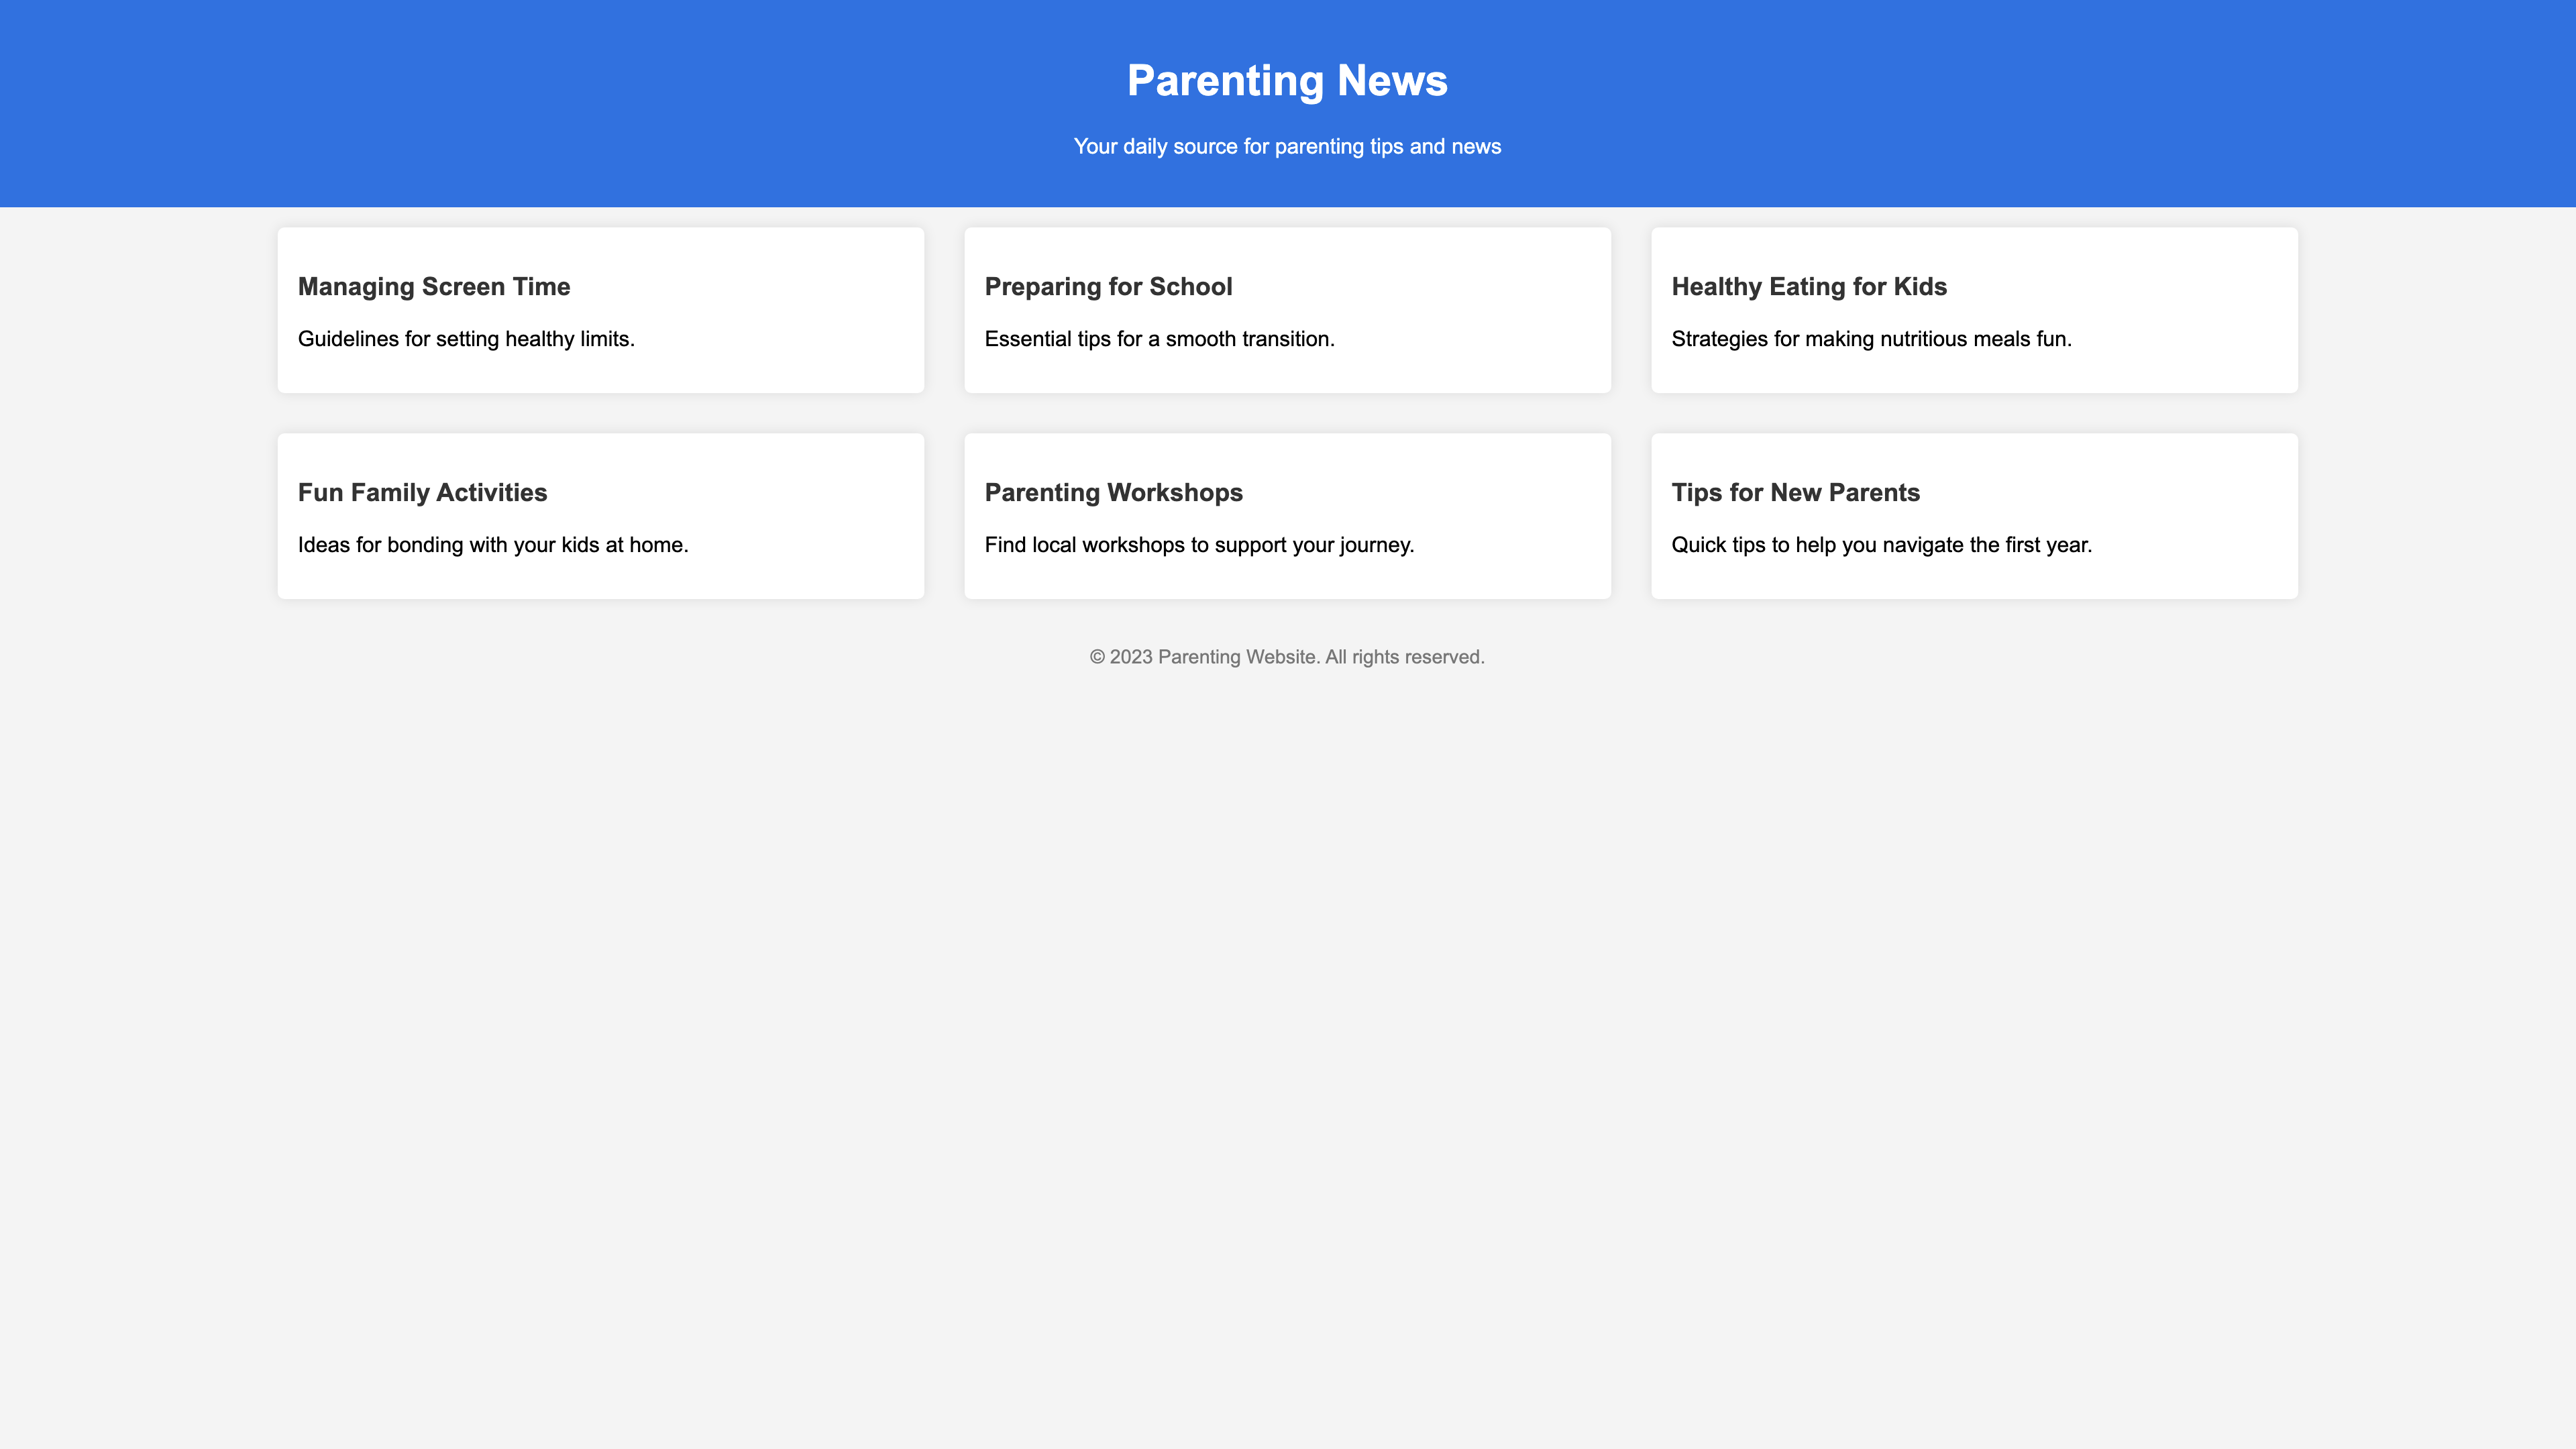 Parenting News
Your daily source for parenting tips and news
Managing Screen Time
Guidelines for setting healthy limits.
Preparing for School
Essential tips for a smooth transition.
Healthy Eating for Kids
Strategies for making nutritious meals fun.
Fun Family Activities
Ideas for bonding with your kids at home.
Parenting Workshops
Find local workshops to support your journey.
Tips for New Parents
Quick tips to help you navigate the first year.
© 2023 Parenting Website. All rights reserved.